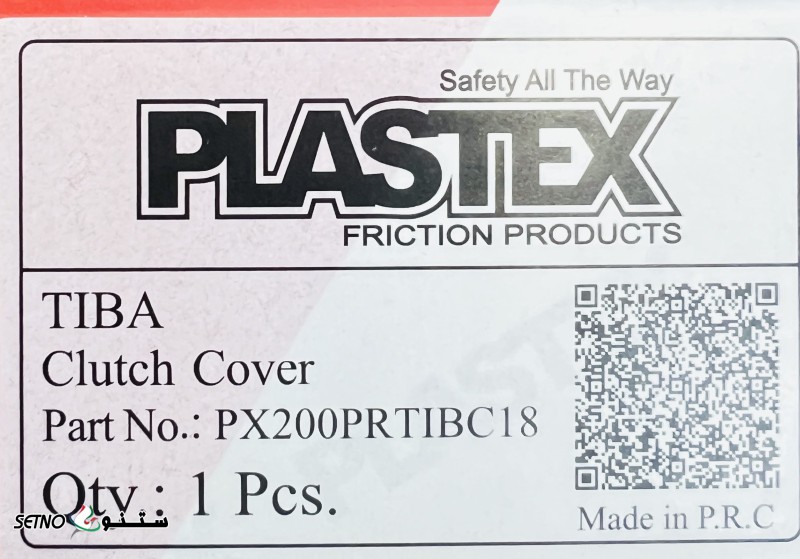 Safety All The Way
PLASTEX
FRICTION PRODUCTS
TIBA
Clutch Cover
Part No.: PX200PRTIBC18
Qty : 1 Pcs.
Made in P.R.C
SETNO ستنو